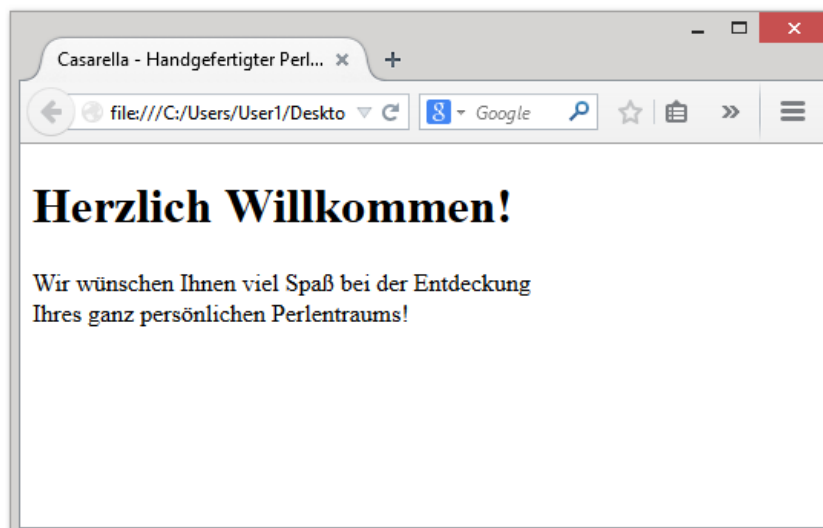 Casarella - Handgefertigter Perl...
file:///C:/Users/User1/Deskto
8 Google
Herzlich Willkommen!
Wir wünschen Ihnen viel Spaß bei der Entdeckung
Ihres ganz persönlichen Perlentraums!